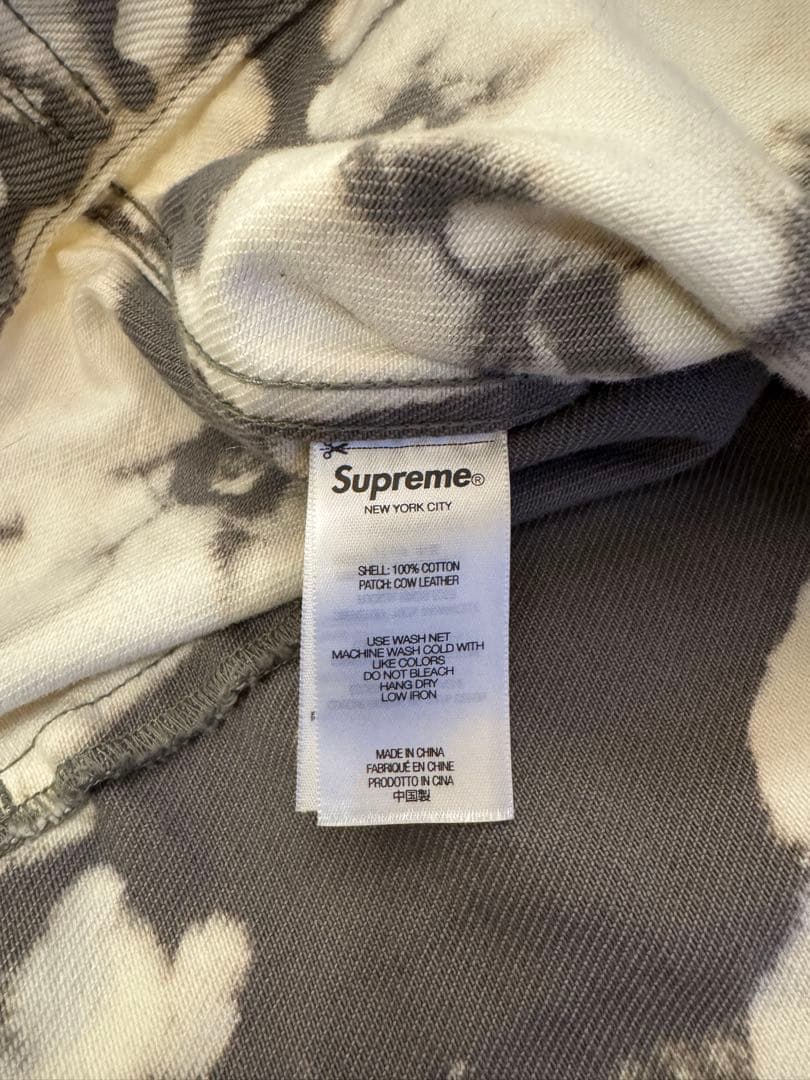 Supreme®
NEW YORK CITY
SHELL: 100% COTTON
PATCH: COW LEATHER
USE WASH NET
MACHINE WASH COLD WITH
LIKE COLORS
DO NOT BLEACH
HANG DRY
LOW IRON
MADE IN CHINA
FABRIQUÉ EN CHINE
PRODOTTO IN CINA
中国製